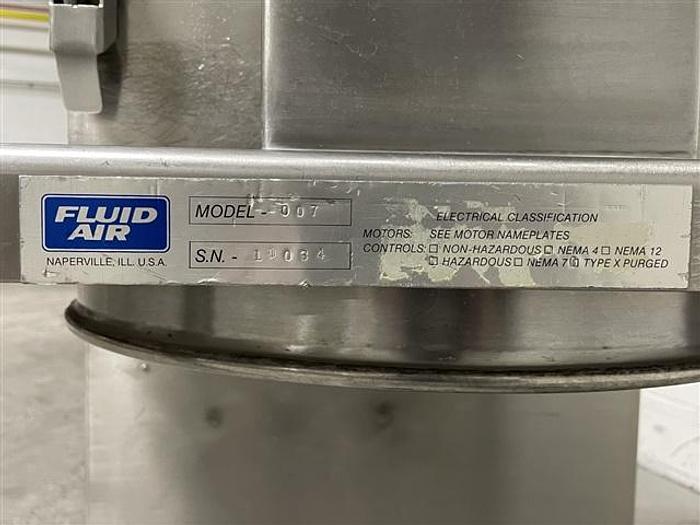 FLUID
AIR
NAPERVILLE, ILL. U.S.A.
MODEL - 007
S.N. -
ELECTRICAL CLASSIFICATION
MOTORS: SEE MOTOR NAMEPLATES
CONTROLS: ☐ NON-HAZARDOUS ☐ NEMA 4 ☐ NEMA 12
☐ HAZARDOUS ☐ NEMA 7 ☐ TYPE X PURGED